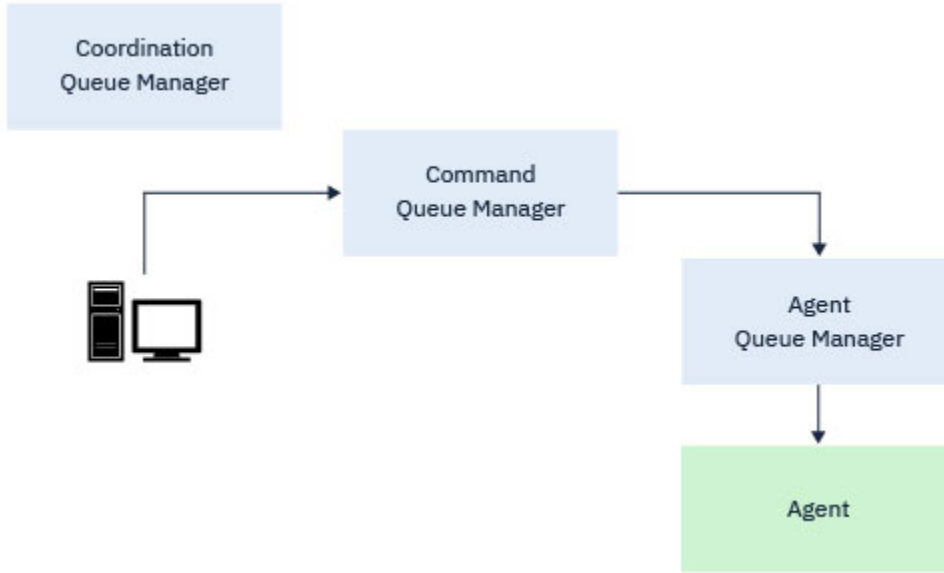 Coordination
Queue Manager
Command
Queue Manager
Agent
Queue Manager
Agent